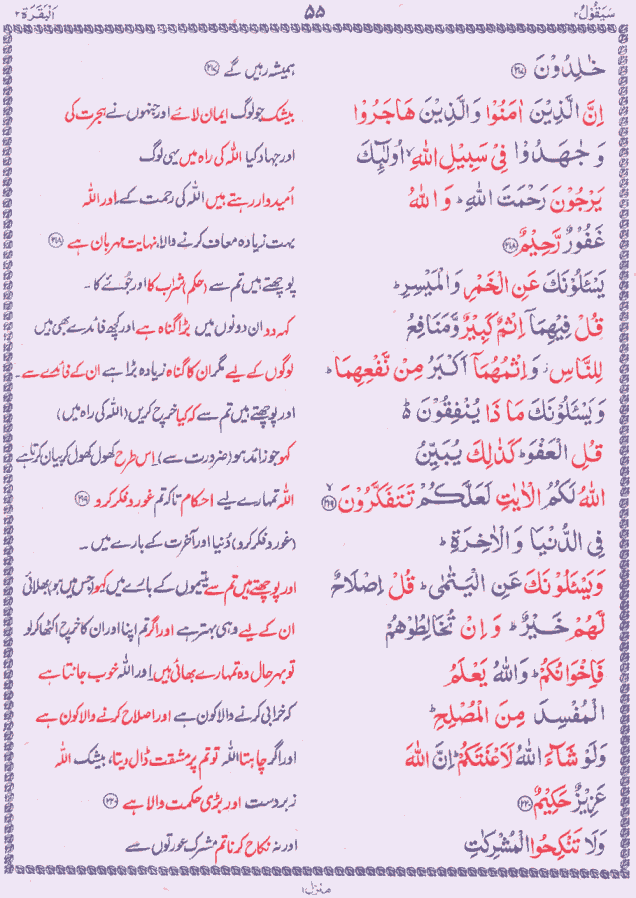 سَيَقُوْلُ ٢ ۵۵ اَلْبَقَرَة ٢
خٰلِدُوْنَ ﴿٢١٧﴾ ہمیشہ رہیں گے ﴿٢١٧﴾
اِنَّ الَّذِيْنَ اٰمَنُوْا وَالَّذِيْنَ هَاجَرُوْا بیشک جو لوگ ایمان لائے اور جنہوں نے ہجرت کی
وَ جٰهَدُوْا فِىْ سَبِيْلِ اللّٰهِ ۙ اُولٰٓئِكَ اور جہاد کیا اللہ کی راہ میں یہی لوگ
يَرْجُوْنَ رَحْمَتَ اللّٰهِ ؕ وَ اللّٰهُ اُمید وار رہتے ہیں اللہ کی رحمت کے۔ اور اللہ
غَفُوْرٌ رَّحِيْمٌ ﴿٢١٨﴾ بہت زیادہ معاف کرنے والا، نہایت مہربان ہے ﴿٢١٨﴾
يَسْـَٔلُوْنَكَ عَنِ الْخَمْرِ وَالْمَيْسِرِ ؕ پوچھتے ہیں تم سے (حکم) شراب کا اور جُوئے کا ۔
قُلْ فِيْهِمَآ اِثْمٌ كَبِيْرٌ وَّمَنَافِعُ کہہ دو ان دونوں میں بڑا گناہ ہے اور کچھ فائدے بھی ہیں
لِلنَّاسِ ؗ وَاِثْمُهُمَآ اَكْبَرُ مِنْ نَّفْعِهِمَا ؕ لوگوں کے لیے مگر ان کا گناہ زیادہ بڑا ہے ان کے فائدے سے ۔
وَيَسْـَٔلُوْنَكَ مَا ذَا يُنْفِقُوْنَ ؕ اور پوچھتے ہیں تم سے کہ کیا خرچ کریں (اللہ کی راہ میں)
قُلِ الْعَفْوَ ؕ كَذٰلِكَ يُبَيِّنُ کہو جو زائد ہو (ضرورت سے)۔ اِس طرح کھول کھول کر بیان کرتا ہے
اللّٰهُ لَكُمُ الْاٰيٰتِ لَعَلَّكُمْ تَتَفَكَّرُوْنَ ۙ ﴿٢١٩﴾ اللہ تمہارے لیے احکام تاکہ تم غور و فکر کرو ﴿٢١٩﴾
فِى الدُّنْيَا وَ الْاٰخِرَةِ ؕ (غور و فکر کرو) دُنیا اور آخرت کے بارے میں ۔
وَيَسْـَٔلُوْنَكَ عَنِ الْيَتٰمٰى ؕ قُلْ اِصْلَاحٌ اور پوچھتے ہیں تم سے یتیموں کے بارے میں کہو (جس میں ہو) بھلائی
لَّهُمْ خَيْرٌ ؕ وَ اِنْ تُخَالِطُوْهُمْ ان کے لیے وہی بہتر ہے اور اگر تم اپنا اور ان کا خرچ اکٹھا کر لو
فَاِخْوَانُكُمْ ؕ وَاللّٰهُ يَعْلَمُ تو بہرحال وہ تمہارے بھائی ہیں۔ اور اللہ خوب جانتا ہے
الْمُفْسِدَ مِنَ الْمُصْلِحِ ؕ کہ خرابی کرنے والا کون ہے اور اصلاح کرنے والا کون ہے
وَلَوْ شَآءَ اللّٰهُ لَاَعْنَتَكُمْ ؕ اِنَّ اللّٰهَ اور اگر چاہتا اللہ تو تم پر مشقت ڈال دیتا، بیشک اللہ
عَزِيْزٌ حَكِيْمٌ ﴿٢٢٠﴾ زبردست اور بڑی حکمت والا ہے ﴿٢٢٠﴾
وَلَا تَنْكِحُوا الْمُشْرِكٰتِ اور نہ نکاح کرنا تم مشرک عورتوں سے
منزل ١